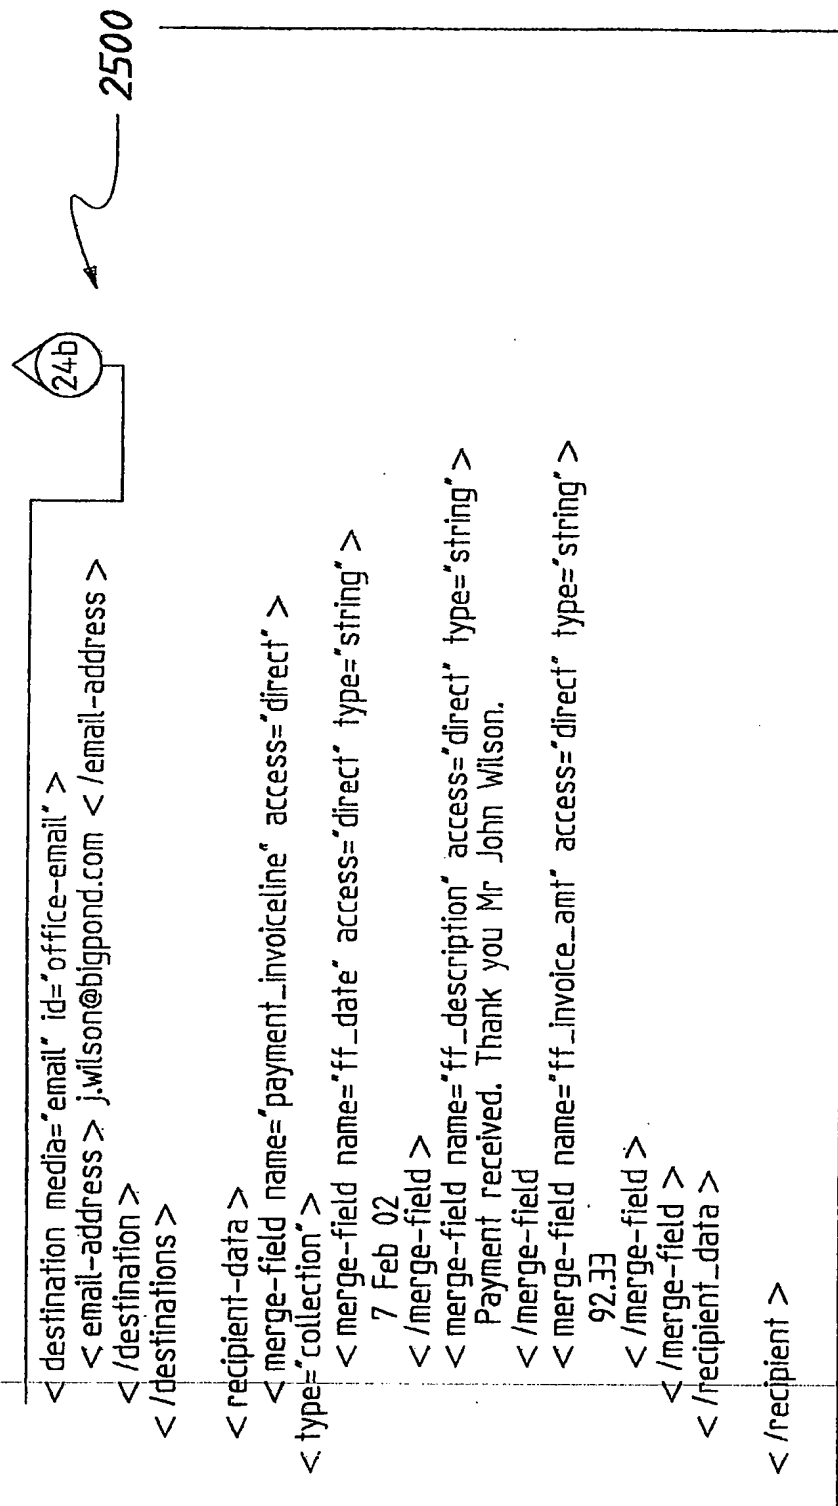 2500
24b
< destination media="email" id="office-email" >
< email-address > j.wilson@bigpond.com < /email-address >
< /destination >
< /destinations >
< recipient-data >
< merge-field name="payment_invoiceline" access="direct" >
< type="collection" >
< merge-field name="ff_date" access="direct" type="string" >
7 Feb 02
< /merge-field >
< merge-field name="ff_description" access="direct" type="string" >
Payment received. Thank you Mr John Wilson.
< /merge-field
< merge-field name="ff_invoice_amt" access="direct" type="string" >
92.33
< /merge-field >
< /merge-field >
< /recipient_data >
< /recipient >